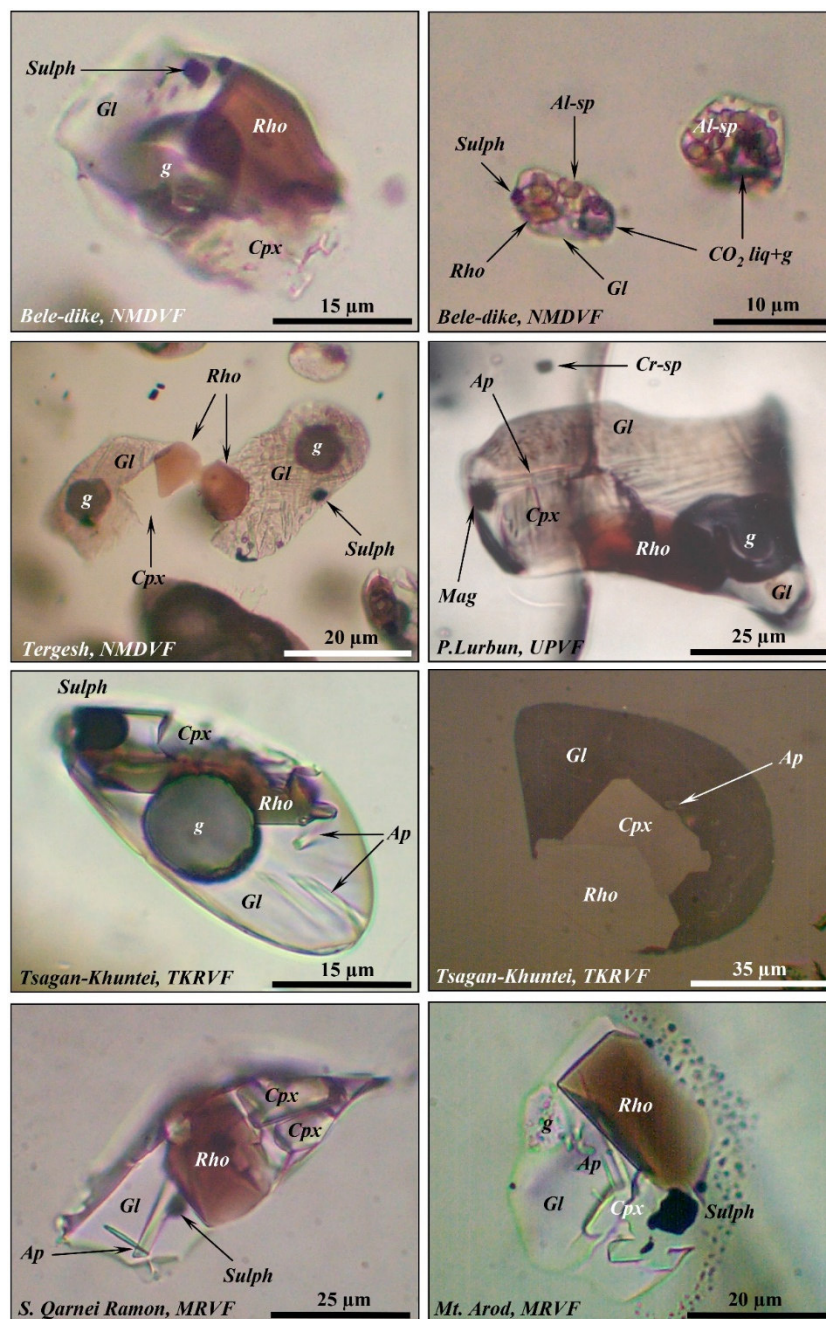 Sulph
Gl
Rho
g
Cpx
15 µm
Bele-dike, NMDVF
Al-sp
Al-sp
Sulph
Rho
Gl
CO2 liq+g
10 µm
Bele-dike, NMDVF
Rho
Gl
g
Gl
g
Cpx
Sulph
20 µm
Tergesh, NMDVF
Cr-sp
Ap
Gl
Cpx
Rho
g
Mag
Gl
25 µm
P.Lurbun, UPVF
Sulph
Cpx
Rho
g
Ap
Gl
15 µm
Tsagan-Khuntei, TKRVF
Gl
Ap
Cpx
Rho
35 µm
Tsagan-Khuntei, TKRVF
Cpx
Cpx
Rho
Gl
Ap
Sulph
25 µm
S. Qarnei Ramon, MRVF
Rho
g
Ap
Gl
Cpx
Sulph
20 µm
Mt. Arod, MRVF